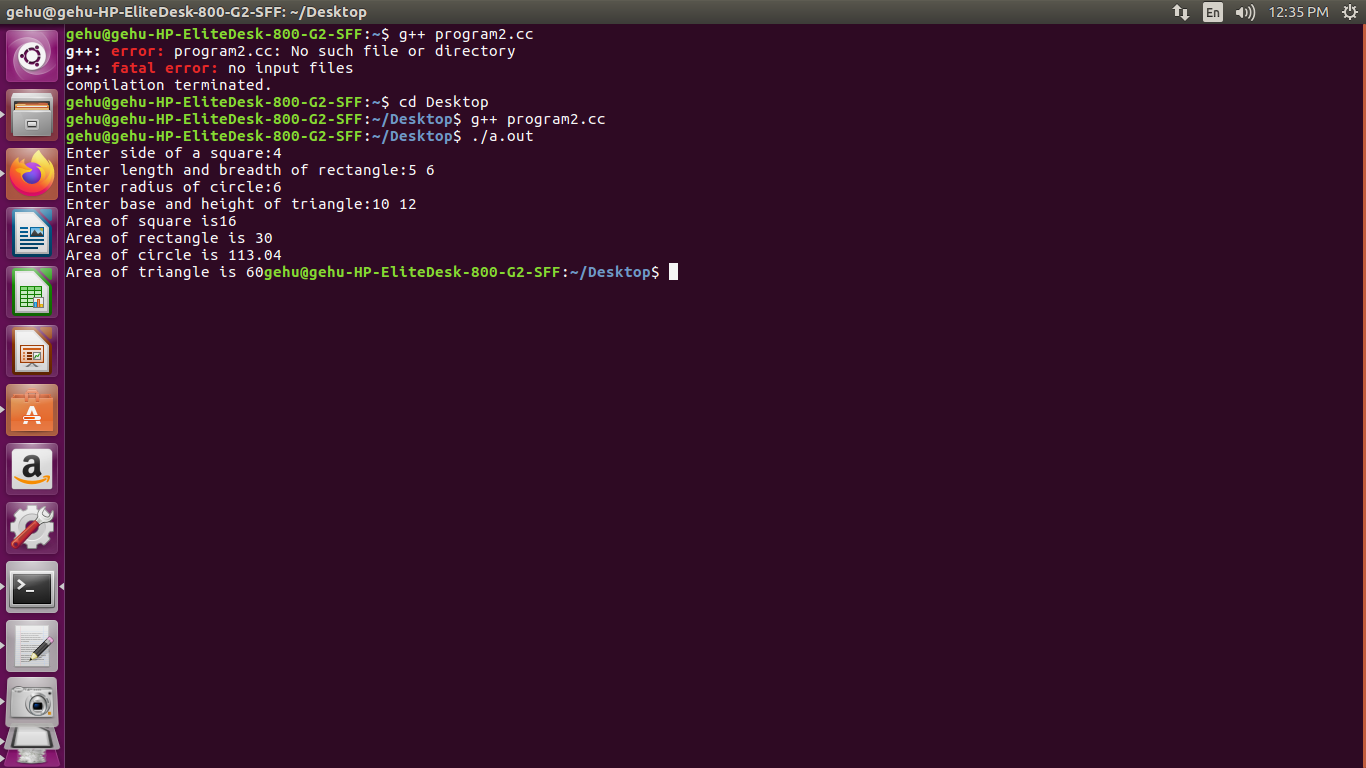 gehu@gehu-HP-EliteDesk-800-G2-SFF: ~/Desktop
En
12:35 PM
gehu@gehu-HP-EliteDesk-800-G2-SFF:~$ g++ program2.cc
g++: error: program2.cc: No such file or directory
g++: fatal error: no input files
compilation terminated.
gehu@gehu-HP-EliteDesk-800-G2-SFF:~$ cd Desktop
gehu@gehu-HP-EliteDesk-800-G2-SFF:~/Desktop$ g++ program2.cc
gehu@gehu-HP-EliteDesk-800-G2-SFF:~/Desktop$ ./a.out
Enter side of a square:4
Enter length and breadth of rectangle:5 6
Enter radius of circle:6
Enter base and height of triangle:10 12
Area of square is16
Area of rectangle is 30
Area of circle is 113.04
Area of triangle is 60gehu@gehu-HP-EliteDesk-800-G2-SFF:~/Desktop$
A
a
>_